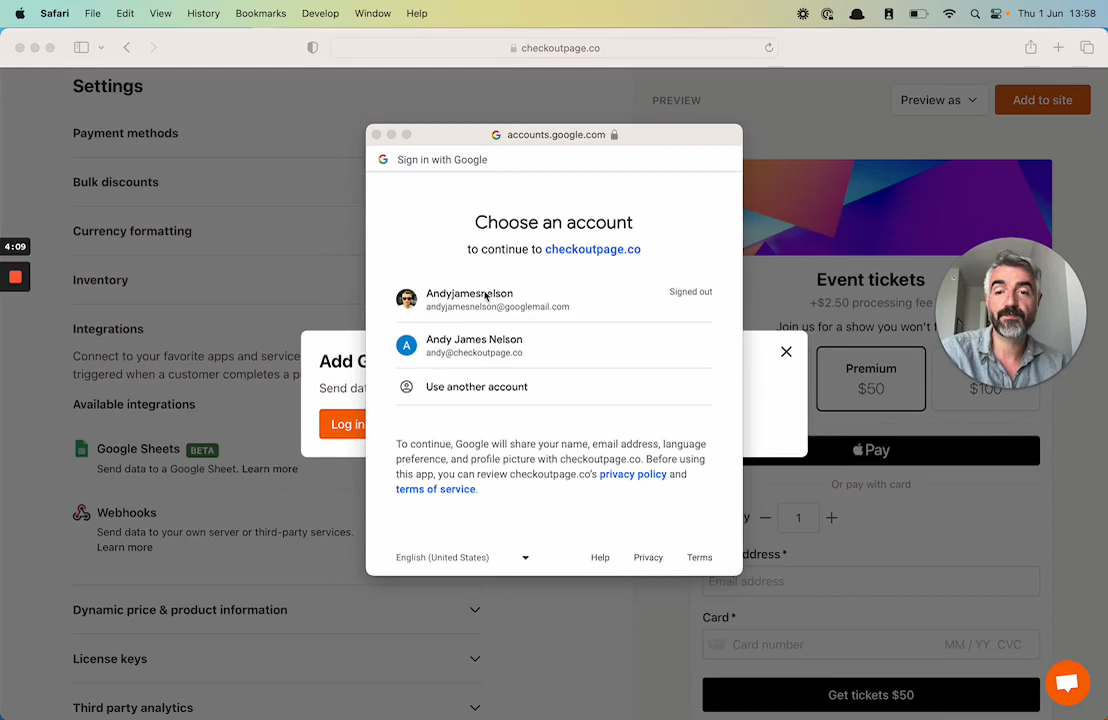 Safari File Edit View History Bookmarks Develop Window Help Thu 1 Jun 13:58
checkoutpage.co
Settings
Payment methods
Bulk discounts
Currency formatting
4:09
Inventory
Integrations
Connect to your favorite apps and service
triggered when a customer completes a p
Available integrations
Google Sheets BETA
Send data to a Google Sheet. Learn more
Webhooks
Send data to your own server or third-party services.
Learn more
Dynamic price & product information
License keys
Third party analytics
Add G
Send dat
Log in
accounts.google.com
Sign in with Google
Choose an account
to continue to checkoutpage.co
Andyjamesnelson
andyjamesnelson@googlemail.com
Signed out
A
Andy James Nelson
andy@checkoutpage.co
Use another account
To continue, Google will share your name, email address, language
preference, and profile picture with checkoutpage.co. Before using
this app, you can review checkoutpage.co's privacy policy and
terms of service.
English (United States) Help Privacy Terms
PREVIEW
Preview as
Add to site
Event tickets
+$2.50 processing fee
Join us for a show you won't f
Premium
$50
$100
Pay
Or pay with card
y 1
ddress *
Email address
Card *
Card number MM / YY CVC
Get tickets $50